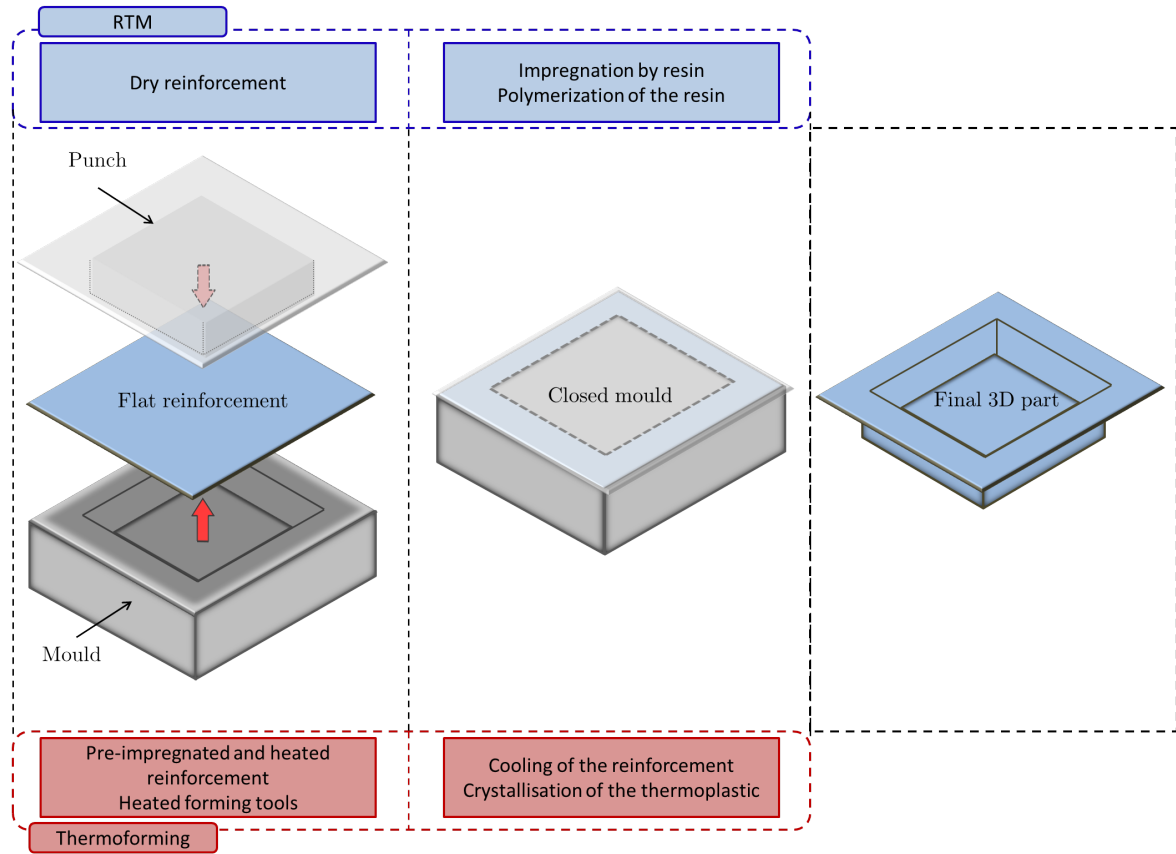 RTM
Dry reinforcement
Impregnation by resin
Polymerization of the resin
Punch
Flat reinforcement
Closed mould
Final 3D part
Mould
Pre-impregnated and heated
reinforcement
Heated forming tools
Cooling of the reinforcement
Crystallisation of the thermoplastic
Thermoforming